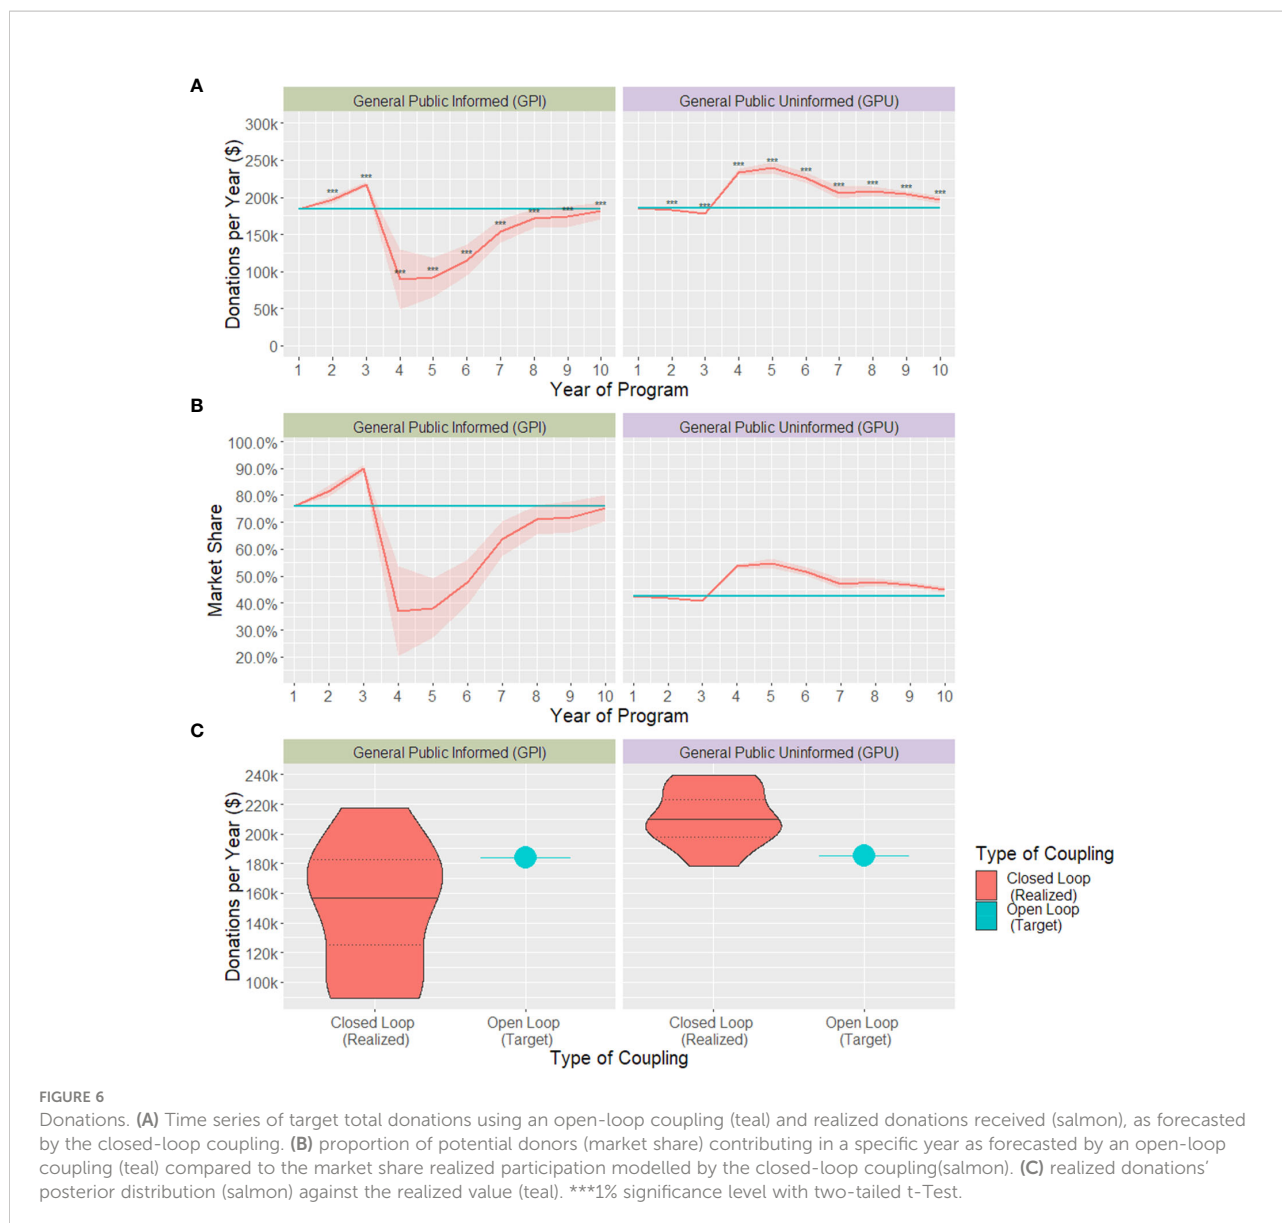 A
General Public Informed (GPI)
General Public Uninformed (GPU)
Donations per Year ($)
300k
250k
200k
150k
100k
50k
0
*** *** *** *** *** *** *** *** ***
*** *** *** *** *** *** *** *** ***
1 2 3 4 5 6 7 8 9 10
1 2 3 4 5 6 7 8 9 10
Year of Program
B
General Public Informed (GPI)
General Public Uninformed (GPU)
Market Share
100.0%
90.0%
80.0%
70.0%
60.0%
50.0%
40.0%
30.0%
20.0%
1 2 3 4 5 6 7 8 9 10
1 2 3 4 5 6 7 8 9 10
Year of Program
C
General Public Informed (GPI)
General Public Uninformed (GPU)
Donations per Year ($)
240k
220k
200k
180k
160k
140k
120k
100k
Closed Loop
(Realized)
Open Loop
(Target)
Closed Loop
(Realized)
Open Loop
(Target)
Type of Coupling
Type of Coupling
Closed Loop
(Realized)
Open Loop
(Target)
FIGURE 6
Donations. (A) Time series of target total donations using an open-loop coupling (teal) and realized donations received (salmon), as forecasted
by the closed-loop coupling. (B) proportion of potential donors (market share) contributing in a specific year as forecasted by an open-loop
coupling (teal) compared to the market share realized participation modelled by the closed-loop coupling(salmon). (C) realized donations’
posterior distribution (salmon) against the realized value (teal). ***1% significance level with two-tailed t-Test.